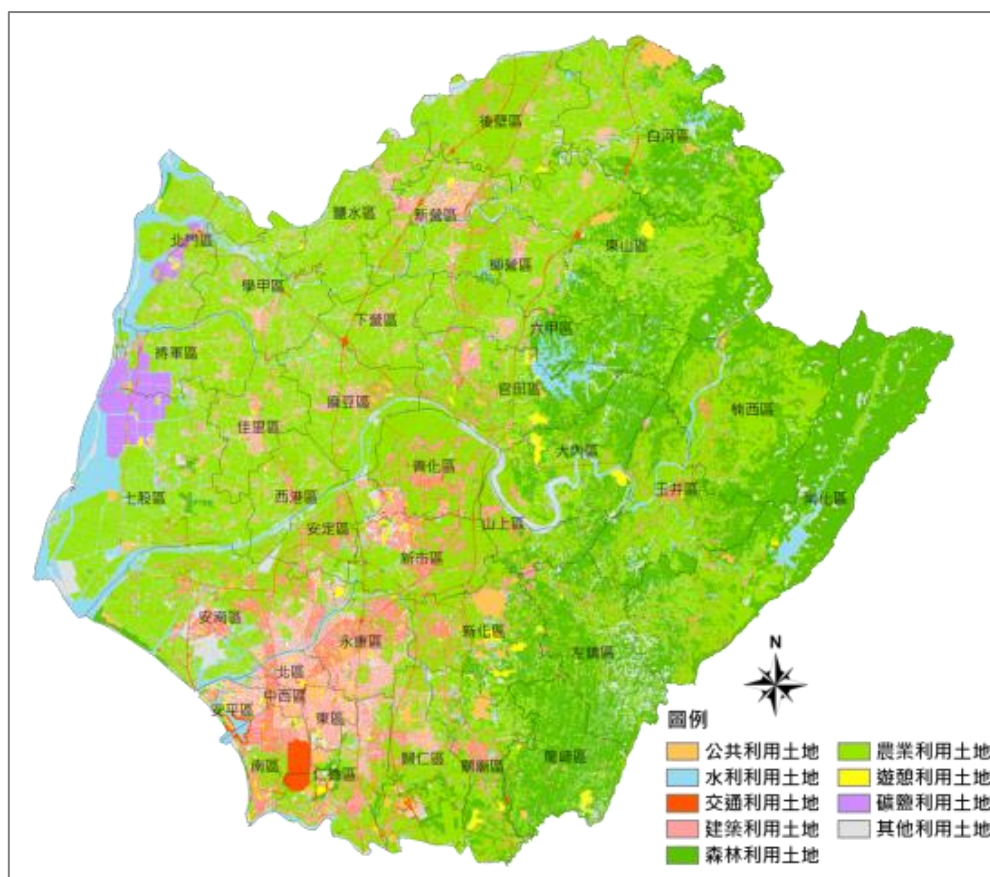 後壁區
白河區
鹽水區
新營區
北門區
東山區
柳營區
學甲區
下營區
六甲區
將軍區
官田區
麻豆區
楠西區
佳里區
大內區
善化區
玉井區
七股區
西港區
南化區
山上區
安定區
新市區
安南區
新化區
永康區
左鎮區
北區
中西區
安平區
東區
南區
仁德區
歸仁區
關廟區
龍崎區
N
圖例
公共利用土地
農業利用土地
水利利用土地
遊憩利用土地
交通利用土地
礦鹽利用土地
建築利用土地
其他利用土地
森林利用土地